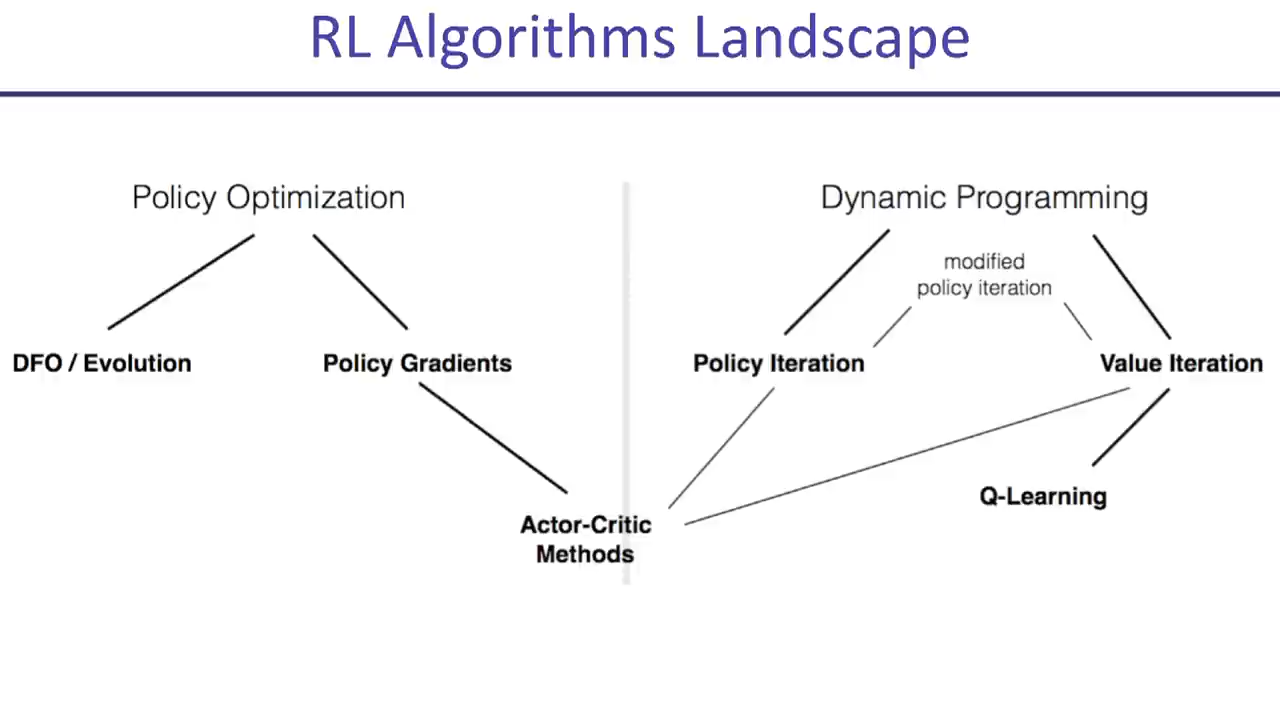 RL Algorithms Landscape
Policy Optimization
Dynamic Programming
modified
policy iteration
DFO / Evolution
Policy Gradients
Policy Iteration
Value Iteration
Q-Learning
Actor-Critic
Methods